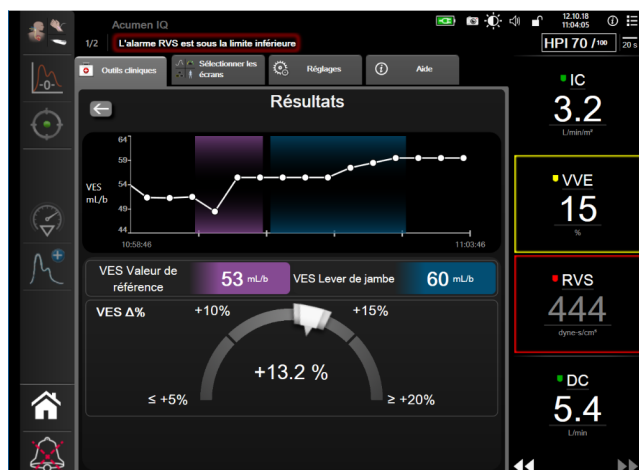 Acumen IQ
12.10.18
11:04:05
1/2 L'alarme RVS est sous la limite inférieure
HPI 70 /100
20 s
Outils cliniques
Sélectionner les
écrans
Réglages
Aide
-0-
Résultats
64
59
54
49
44
VES
mL/b
10:58:46
11:03:46
VES Valeur de
référence
53 mL/b
VES Lever de jambe
60 mL/b
VES Δ%
+10%
+15%
+13.2 %
≤ +5%
≥ +20%
IC
3.2
L/min/m²
VVE
15
%
RVS
444
dyne-s/cm⁵
DC
5.4
L/min